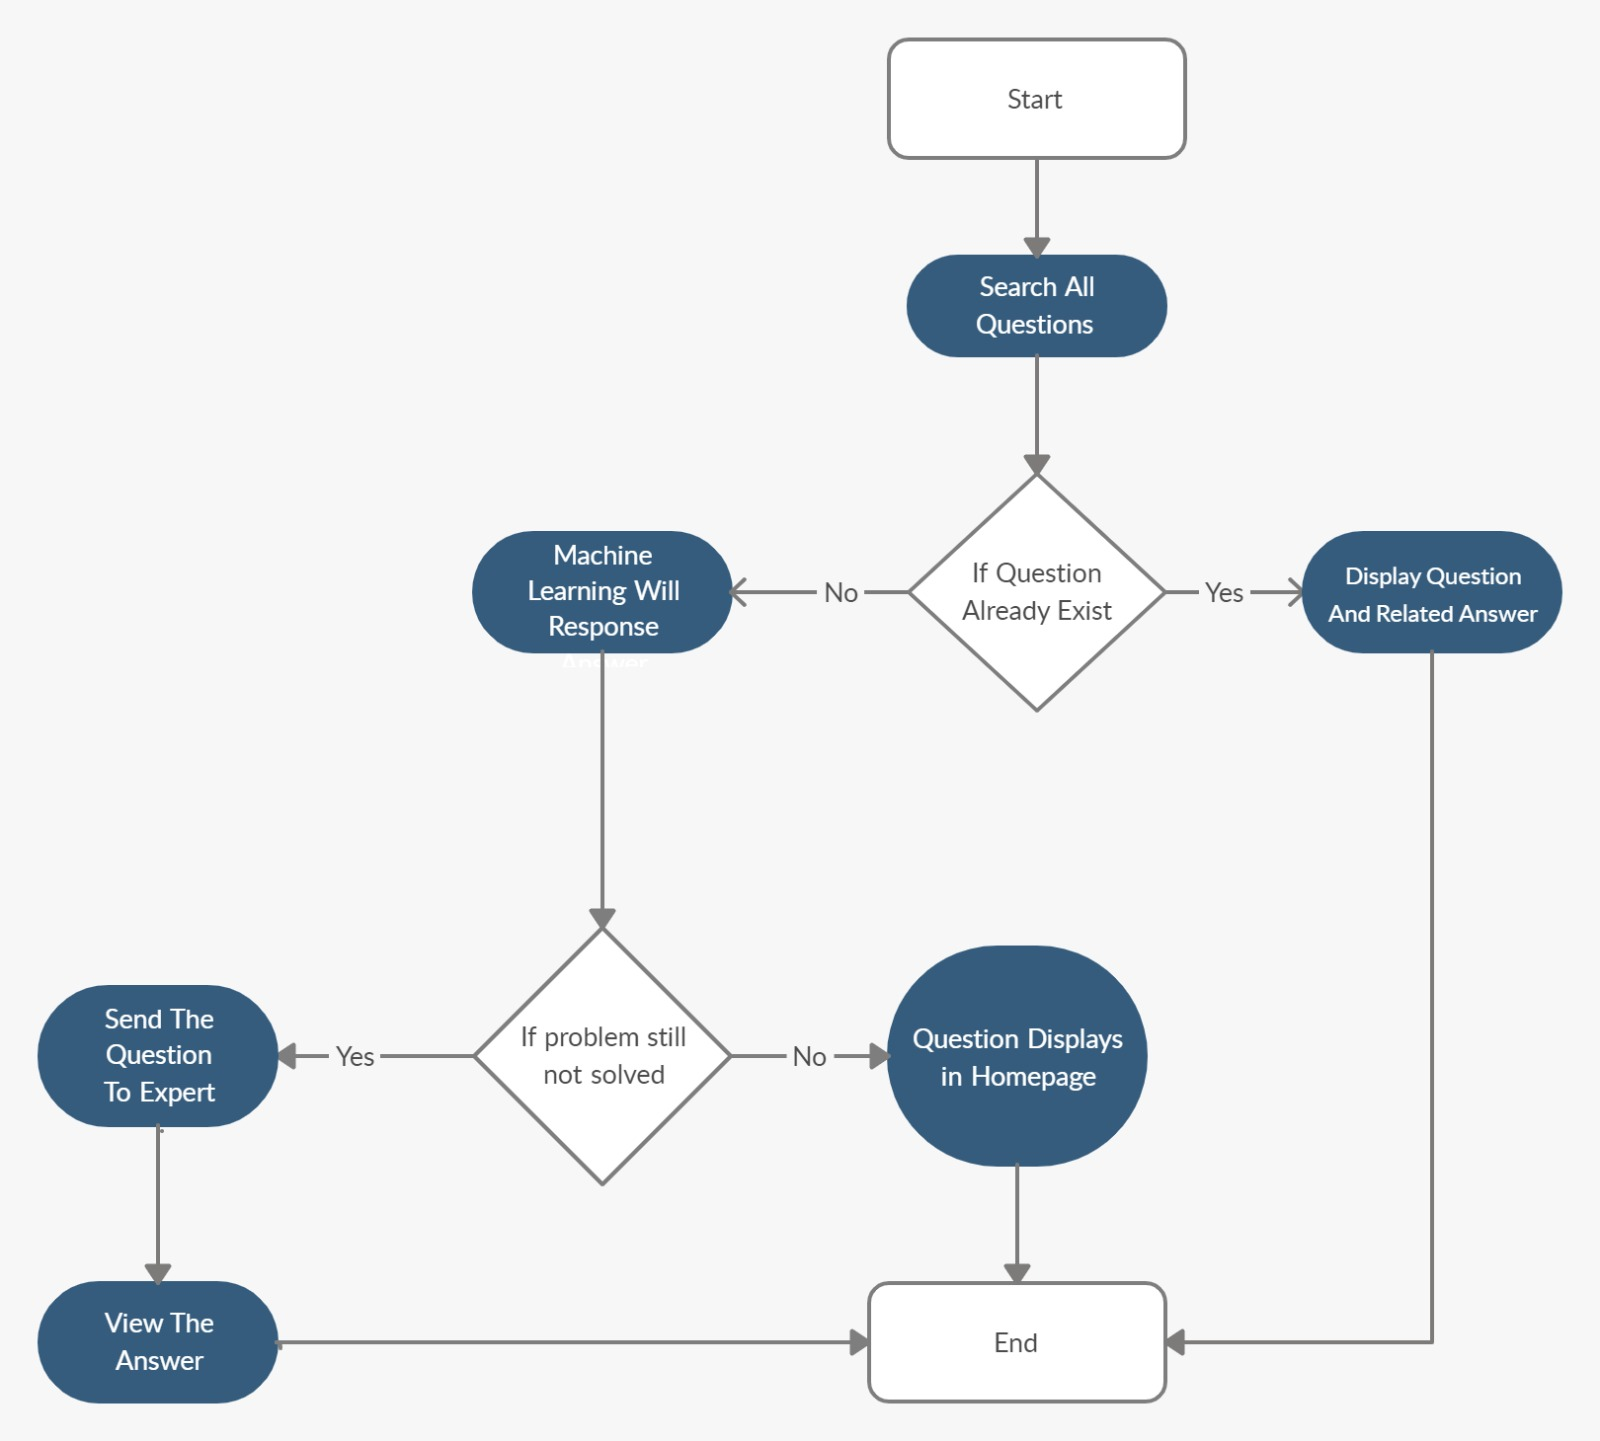 Start
Search All
Questions
If Question
Already Exist
No
Yes
Machine
Learning Will
Response
Answer
Display Question
And Related Answer
If problem still
not solved
Yes
No
Send The
Question
To Expert
Question Displays
in Homepage
View The
Answer
End